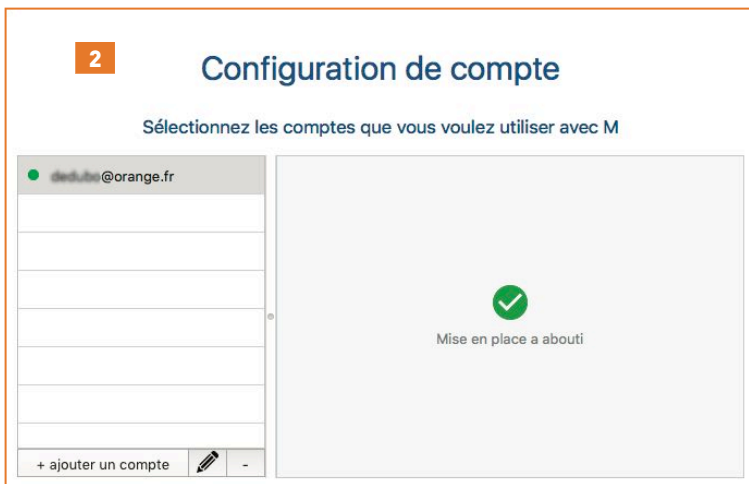 2
Configuration de compte
Sélectionnez les comptes que vous voulez utiliser avec M
@orange.fr
Mise en place a abouti
+ ajouter un compte
-